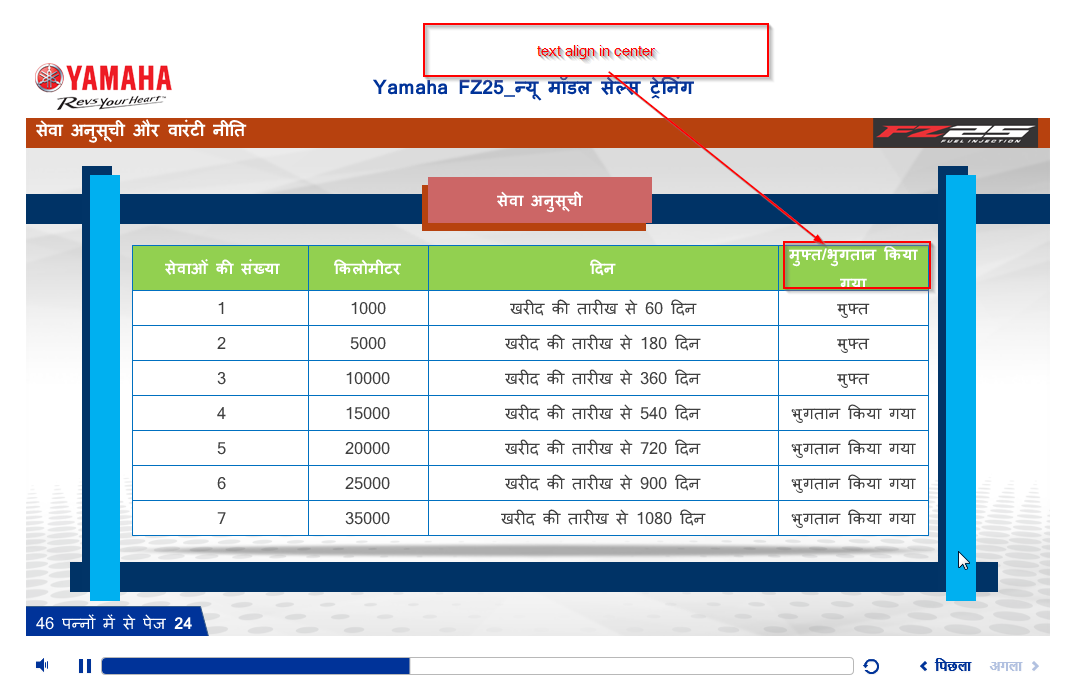 text align in center
YAMAHA
Revs Your Heart
Yamaha FZ25_न्यू मॉडल सेल्स ट्रेनिंग
सेवा अनुसूची और वारंटी नीति
FZ25
FUEL INJECTION
सेवा अनुसूची
सेवाओं की संख्या किलोमीटर दिन मुफ्त/भुगतान किया गया
1 1000 खरीद की तारीख से 60 दिन मुफ्त
2 5000 खरीद की तारीख से 180 दिन मुफ्त
3 10000 खरीद की तारीख से 360 दिन मुफ्त
4 15000 खरीद की तारीख से 540 दिन भुगतान किया गया
5 20000 खरीद की तारीख से 720 दिन भुगतान किया गया
6 25000 खरीद की तारीख से 900 दिन भुगतान किया गया
7 35000 खरीद की तारीख से 1080 दिन भुगतान किया गया
46 पन्नों में से पेज 24
पिछला अगला